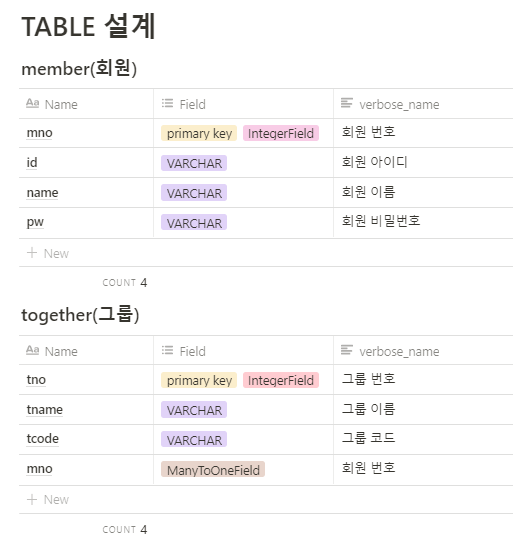 TABLE 설계
member(회원)
Aa Name Field verbose_name
mno primary key IntegerField 회원 번호
id VARCHAR 회원 아이디
name VARCHAR 회원 이름
pw VARCHAR 회원 비밀번호
+ New
COUNT 4
together(그룹)
Aa Name Field verbose_name
tno primary key IntegerField 그룹 번호
tname VARCHAR 그룹 이름
tcode VARCHAR 그룹 코드
mno ManyToOneField 회원 번호
+ New
COUNT 4